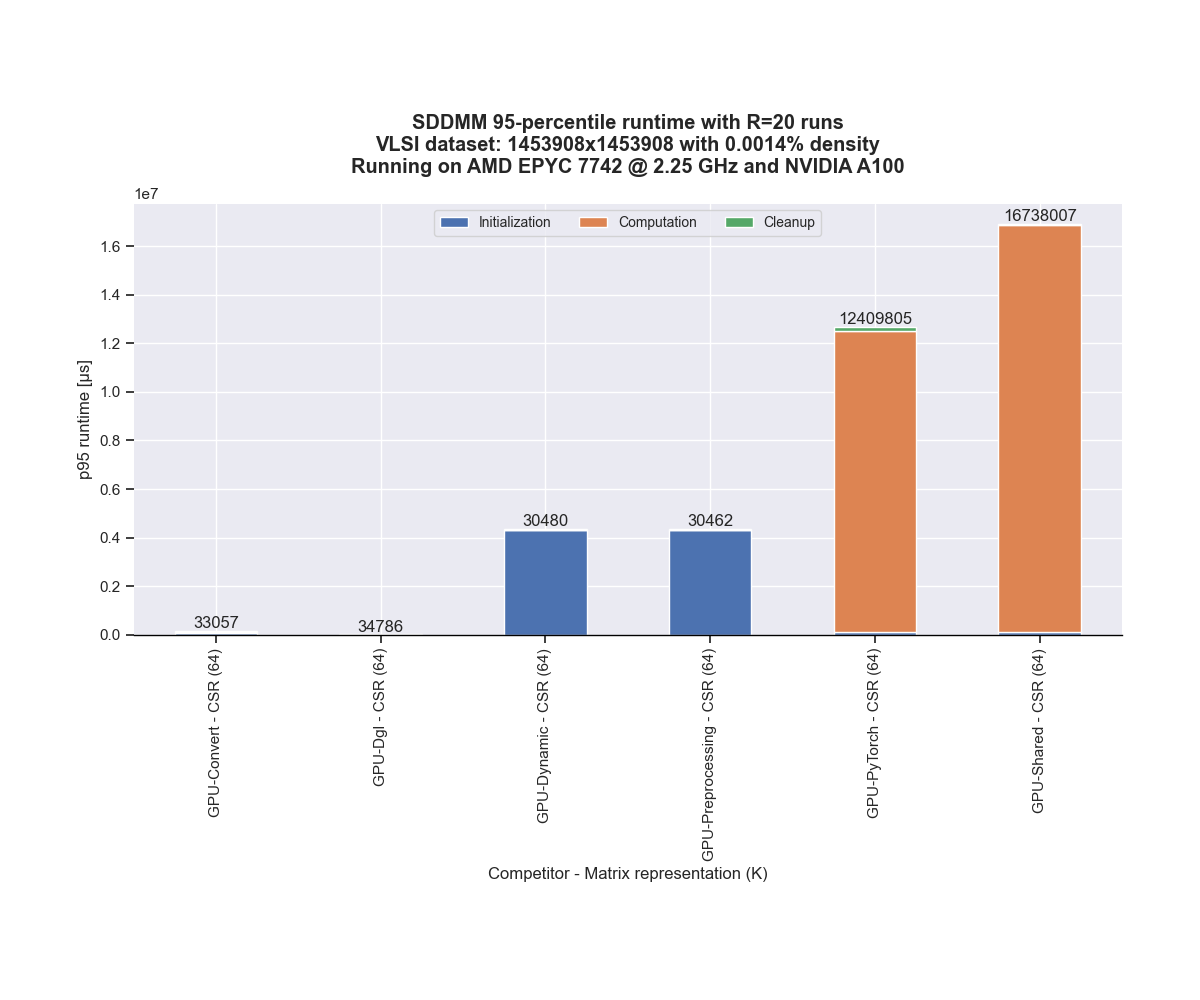 SDDMM 95-percentile runtime with R=20 runs
VLSI dataset: 1453908x1453908 with 0.0014% density
Running on AMD EPYC 7742 @ 2.25 GHz and NVIDIA A100
1e7
Initialization Computation Cleanup
16738007
1.6
1.4
12409805
1.2
1.0
0.8
0.6
30480 30462
0.4
0.2
33057 34786
0.0
p95 runtime [µs]
GPU-Convert - CSR (64)
GPU-Dgl - CSR (64)
GPU-Dynamic - CSR (64)
GPU-Preprocessing - CSR (64)
GPU-PyTorch - CSR (64)
GPU-Shared - CSR (64)
Competitor - Matrix representation (K)